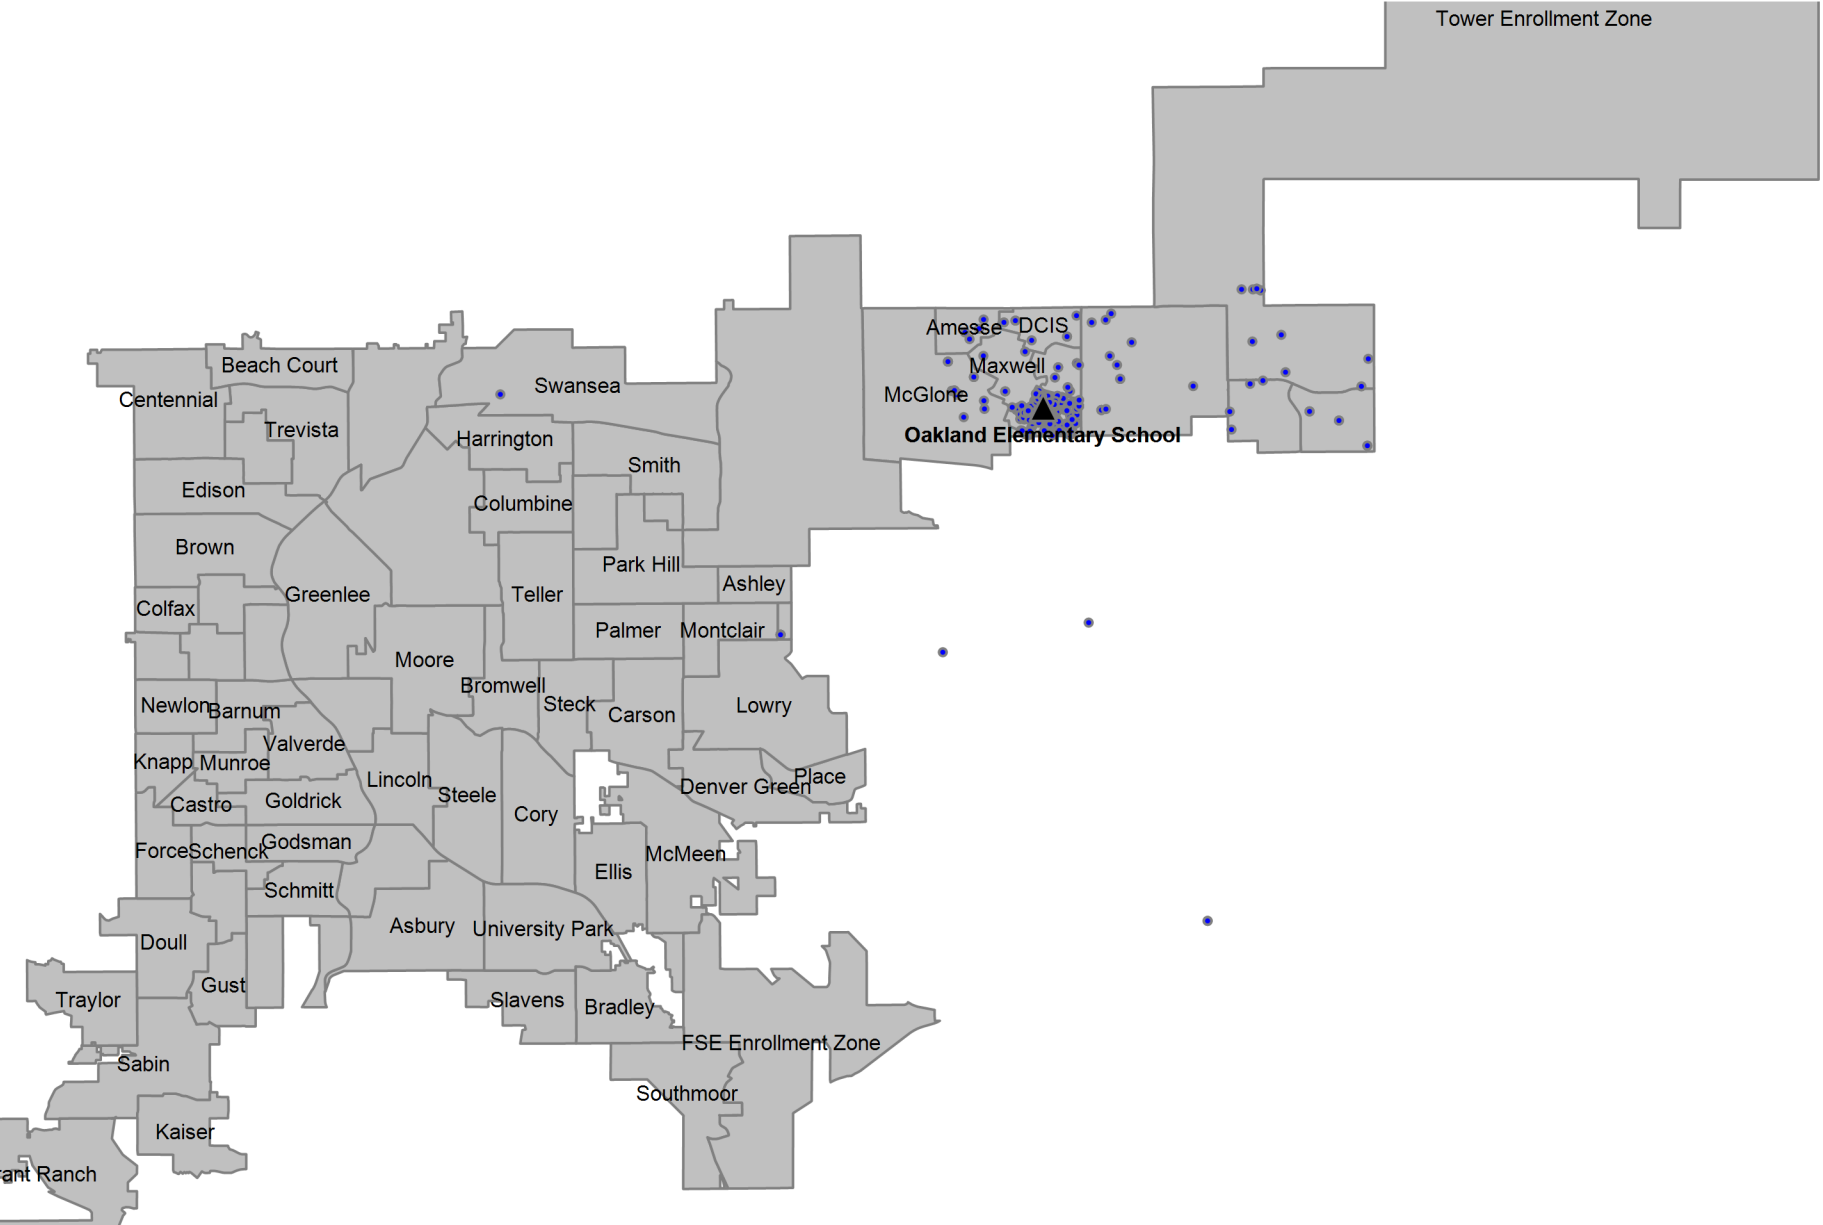 Tower Enrollment Zone
Amesse
DCIS
Beach Court
Maxwell
Swansea
McGlone
Centennial
Trevista
Oakland Elementary School
Harrington
Smith
Edison
Columbine
Brown
Park Hill
Ashley
Greenlee
Teller
Colfax
Palmer
Montclair
Moore
Bromwell
Newlon
Barnum
Steck
Carson
Lowry
Valverde
Knapp
Munroe
Lincoln
Place
Denver Green
Steele
Castro
Goldrick
Cory
Godsman
Force
Schenck
McMeen
Ellis
Schmitt
Asbury
University Park
Doull
Gust
Traylor
Slavens
Bradley
FSE Enrollment Zone
Sabin
Southmoor
Kaiser
rant Ranch